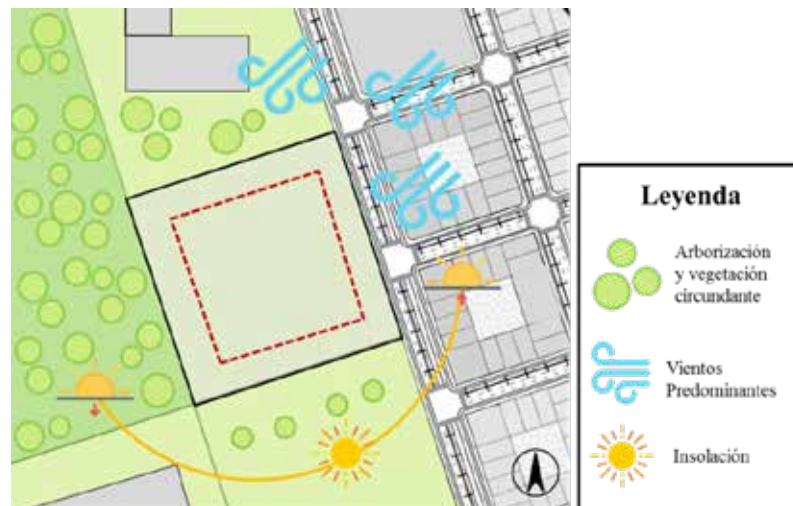 Leyenda
Arborización
y vegetación
circundante
Vientos
Predominantes
Insolación